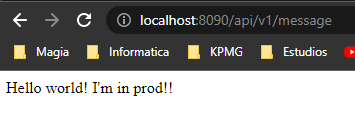 localhost:8090/api/v1/message
Magia Informatica KPMG Estudios
Hello world! I'm in prod!!